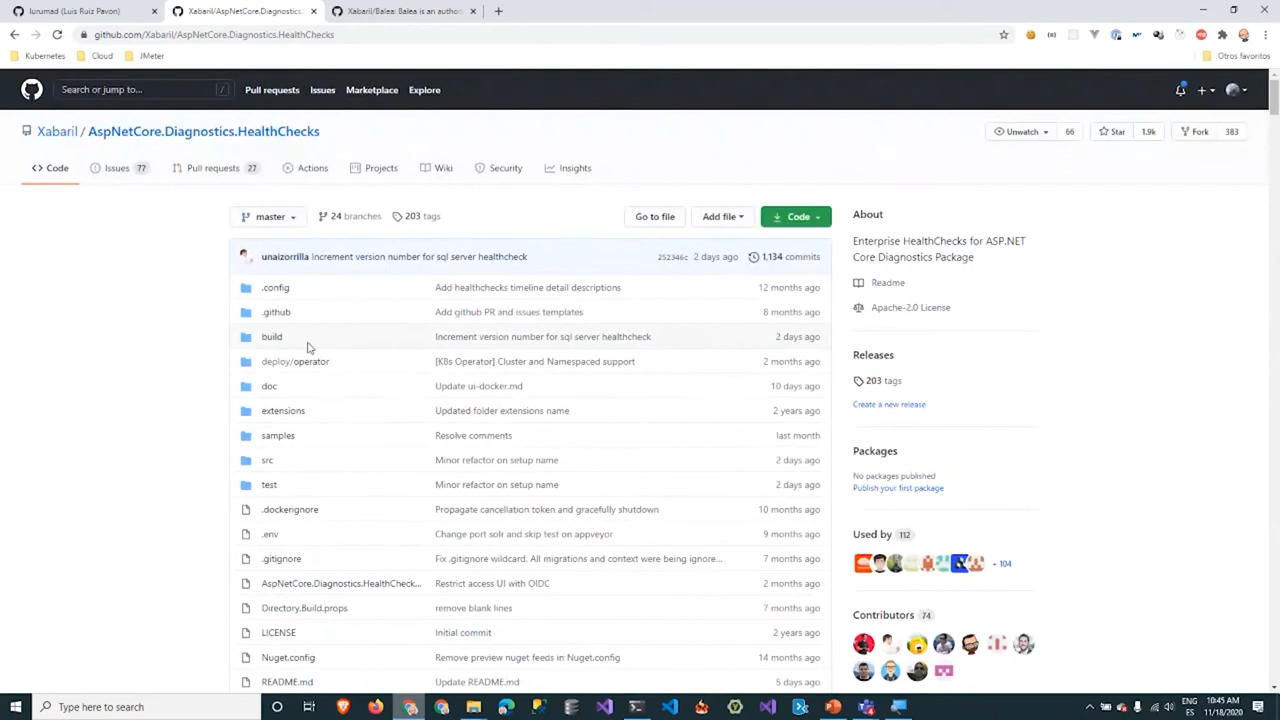 lurumad (Luis Ruiz Pavon)
Xabaril/AspNetCore.Diagnostics.
Xabaril/Balea: Balea is an author
github.com/Xabaril/AspNetCore.Diagnostics.HealthChecks
Kubernetes Cloud JMeter Otros favoritos
Search or jump to... / Pull requests Issues Marketplace Explore
Xabaril / AspNetCore.Diagnostics.HealthChecks Unwatch 66 Star 1.9k Fork 383
Code Issues 77 Pull requests 27 Actions Projects Wiki Security Insights
master 24 branches 203 tags Go to file Add file Code
unaizorrilla Increment version number for sql server healthcheck 252346c 2 days ago 1,134 commits
.config Add healthchecks timeline detail descriptions 12 months ago
.github Add github PR and issues templates 8 months ago
build Increment version number for sql server healthcheck 2 days ago
deploy/operator [K8s Operator] Cluster and Namespaced support 2 months ago
doc Update ui-docker.md 10 days ago
extensions Updated folder extensions name 2 years ago
samples Resolve comments last month
src Minor refactor on setup name 2 days ago
test Minor refactor on setup name 2 days ago
.dockerignore Propagate cancellation token and gracefully shutdown 10 months ago
.env Change port solr and skip test on appveyor 9 months ago
.gitignore Fix .gitignore wildcard. All migrations and context were being ignore... 7 months ago
AspNetCore.Diagnostics.HealthCheck... Restrict access UI with OIDC 2 months ago
Directory.Build.props remove blank lines 7 months ago
LICENSE Initial commit 2 years ago
Nuget.config Remove preview nuget feeds in Nuget.config 14 months ago
README.md Update README.md 5 days ago
About
Enterprise HealthChecks for ASP.NET
Core Diagnostics Package
Readme
Apache-2.0 License
Releases
203 tags
Create a new release
Packages
No packages published
Publish your first package
Used by 112
+ 104
Contributors 74
Type here to search
ENG 10:45 AM
ES 11/18/2020